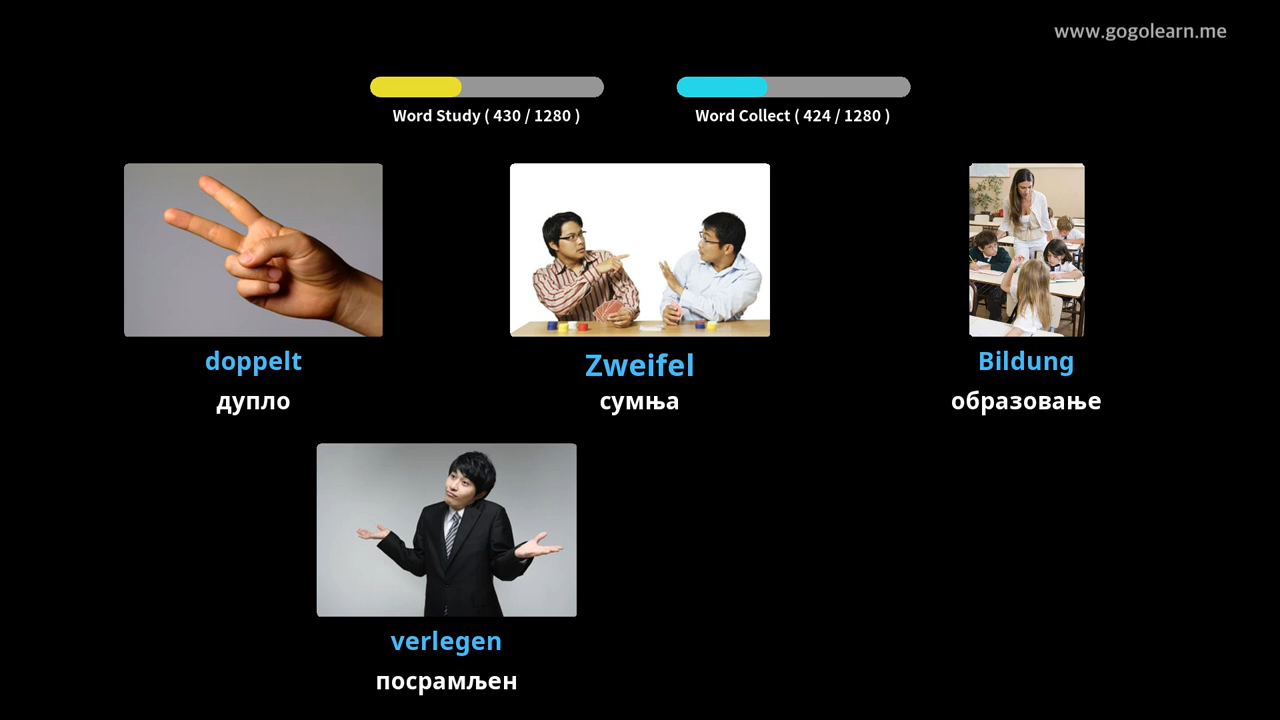 www.gogolearn.me
Word Study ( 430 / 1280 )
Word Collect ( 424 / 1280 )
doppelt
дупло
Zweifel
сумња
Bildung
образовање
verlegen
посрамљен